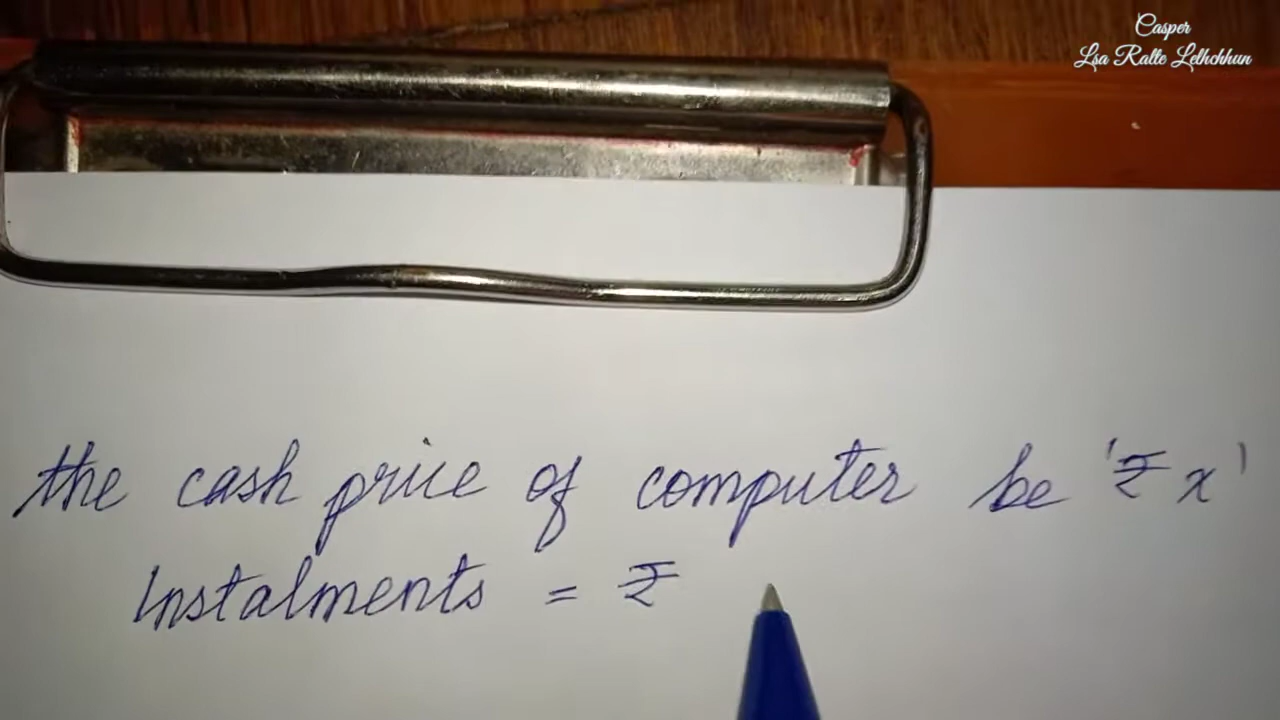 Casper
Lsa Ralte Lelhchhun
the cash price of computer be '₹ x'
Instalments = ₹